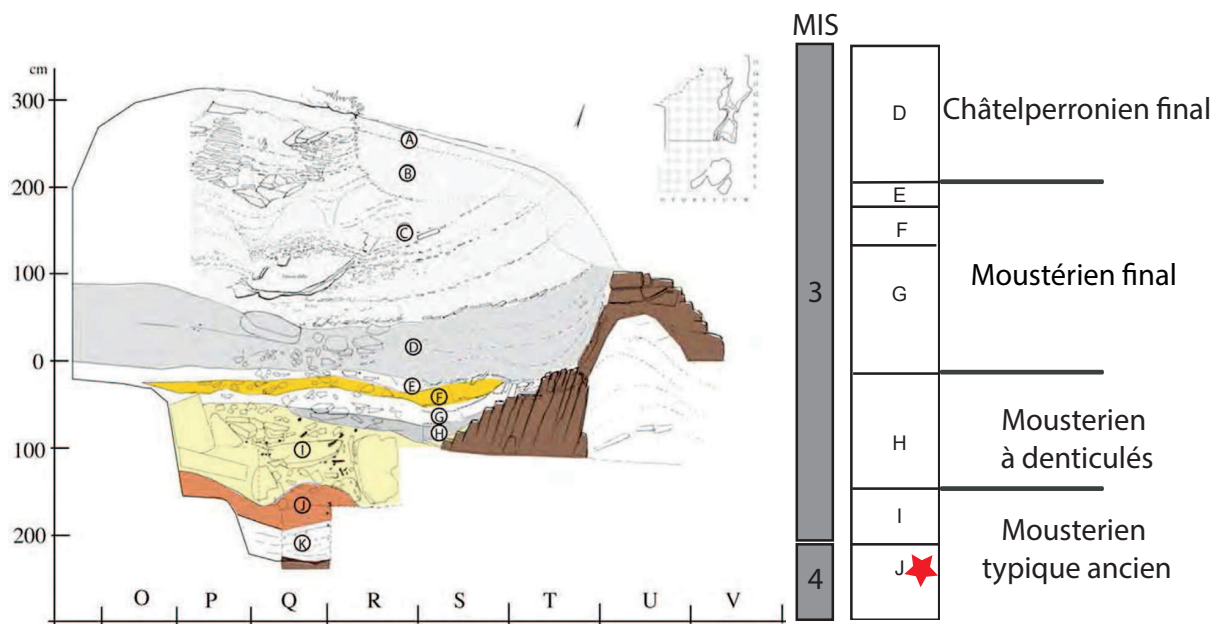 cm
300
200
100
0
100
200
A
B
C
D
E
F
G
H
I
J
K
O P Q R S T U V
MIS
3
4
D
E
F
G
H
I
J
Châtelperronien final
Moustérien final
Mousterien
à denticulés
Mousterien
typique ancien